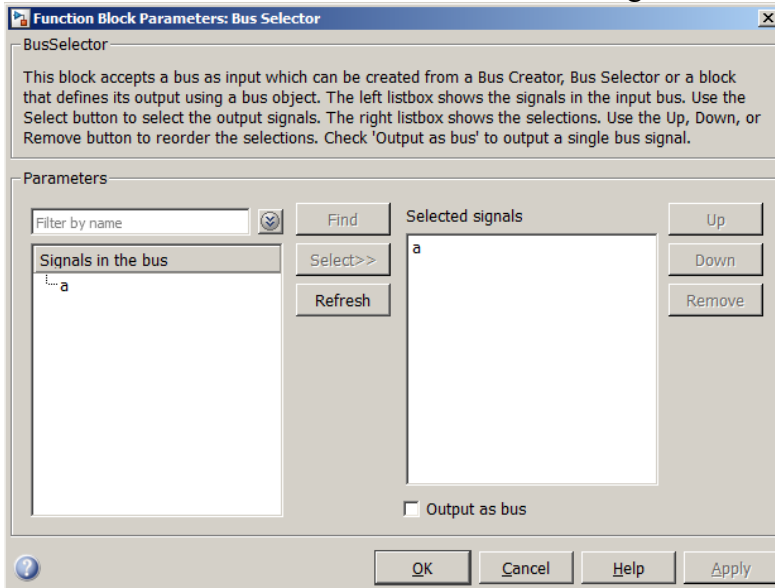 Function Block Parameters: Bus Selector
BusSelector
This block accepts a bus as input which can be created from a Bus Creator, Bus Selector or a block
that defines its output using a bus object. The left listbox shows the signals in the input bus. Use the
Select button to select the output signals. The right listbox shows the selections. Use the Up, Down, or
Remove button to reorder the selections. Check 'Output as bus' to output a single bus signal.
Parameters
Filter by name
Find
Selected signals
Up
Signals in the bus
Select>>
a
Down
a
Refresh
Remove
Output as bus
OK
Cancel
Help
Apply